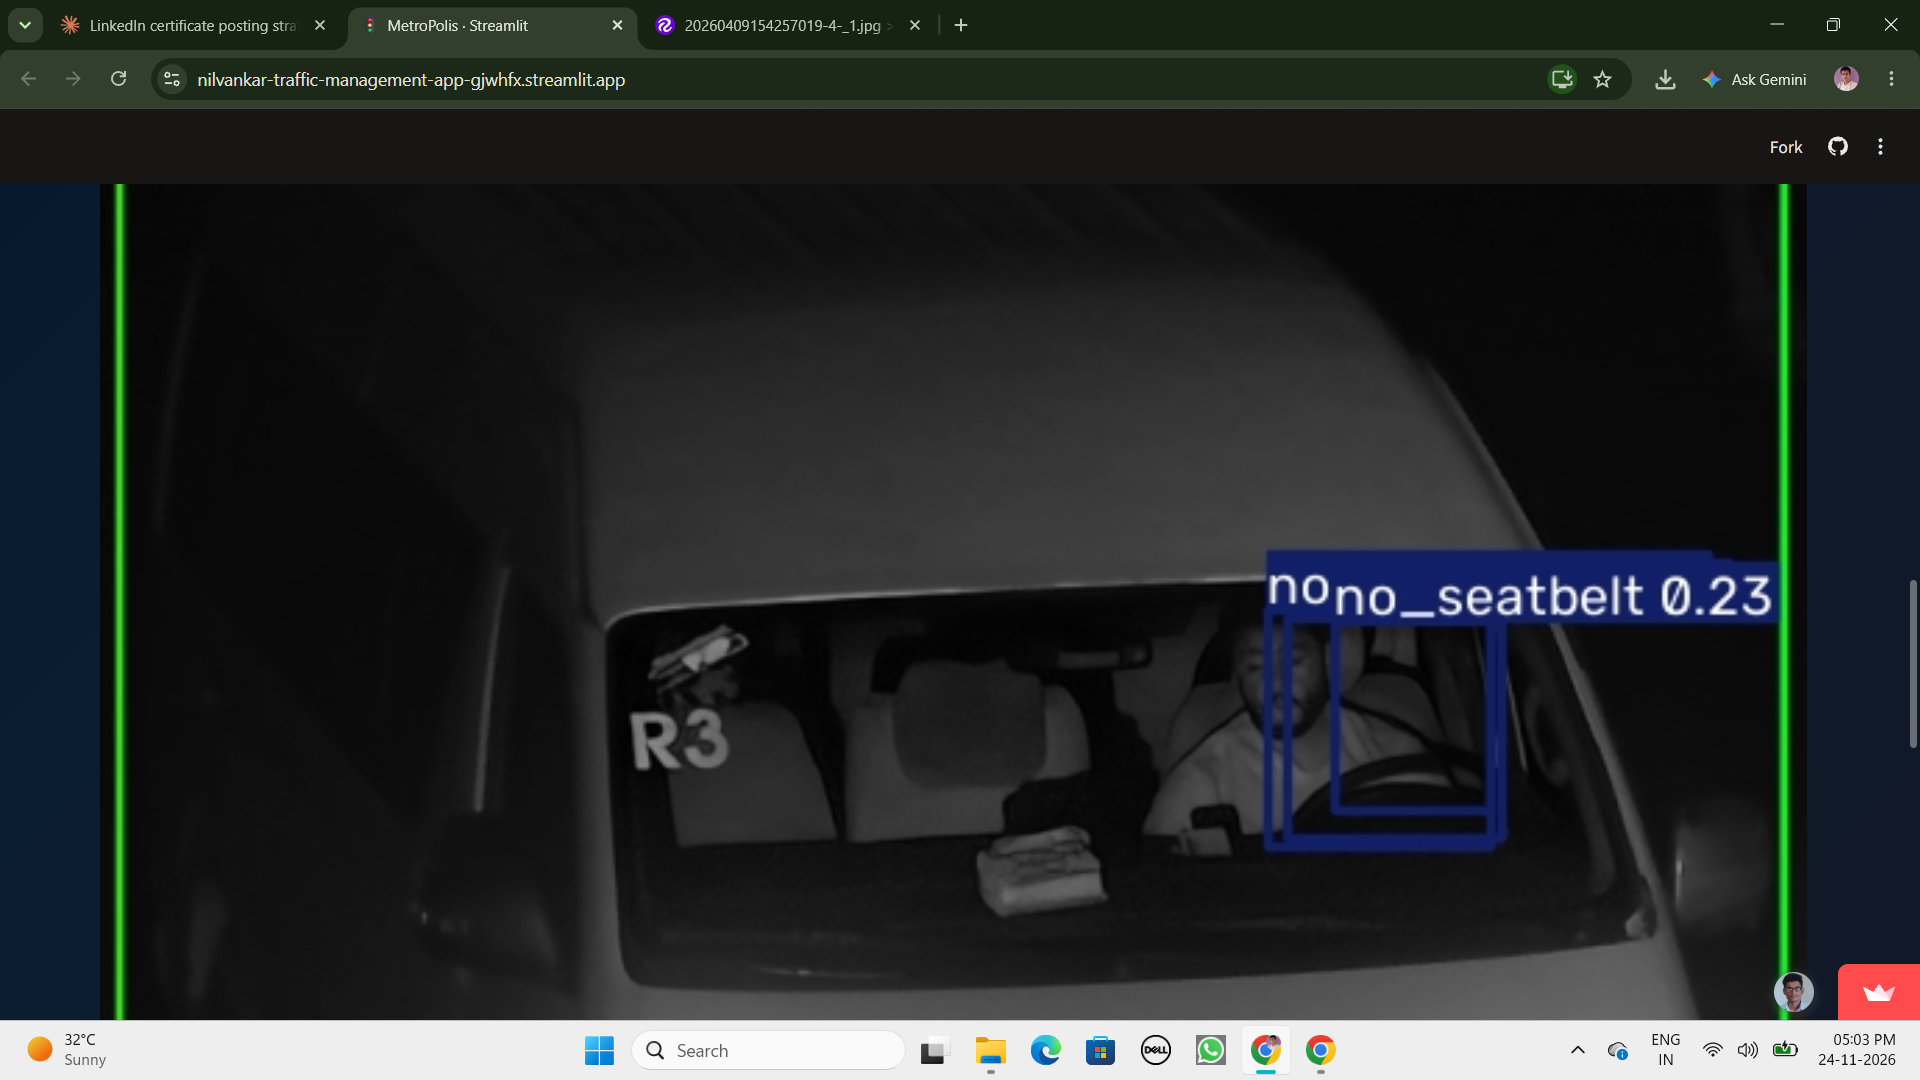 LinkedIn certificate posting stra
MetroPolis · Streamlit
20260409154257019-4-_1.jpg >
nilvankar-traffic-management-app-gjwhfx.streamlit.app
Ask Gemini
Fork
no
no_seatbelt 0.23
R3
32°C
Sunny
Search
DELL
ENG
IN
05:03 PM
24-11-2026